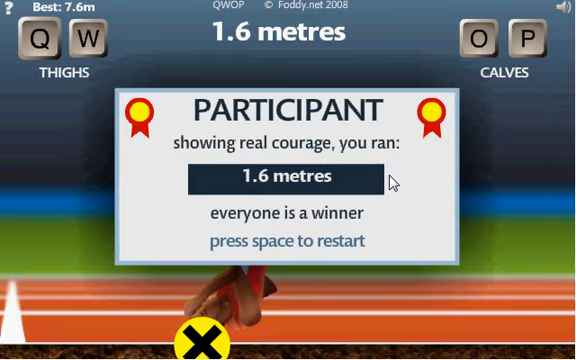 ? Best: 7.6m
QWOP © Foddy.net 2008
1.6 metres
Q W
O P
THIGHS
CALVES
PARTICIPANT
showing real courage, you ran:
1.6 metres
everyone is a winner
press space to restart